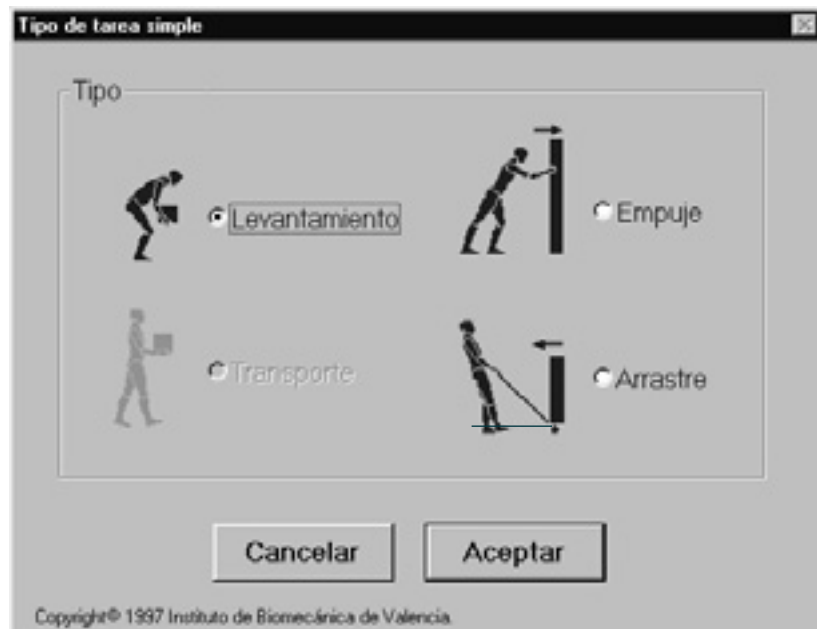 Tipo de tarea simple
Tipo
Levantamiento
Empuje
Transporte
Arrastre
Cancelar
Aceptar
Copyright© 1997 Instituto de Biomecánica de Valencia.